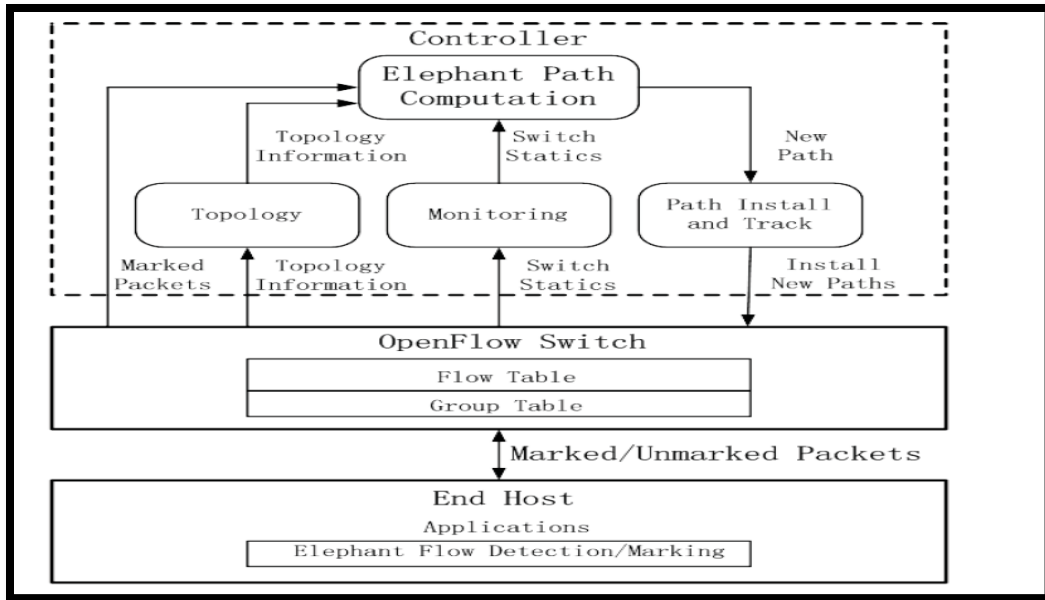 Controller
Elephant Path
Computation
Topology
Information
Switch
Statics
New
Path
Topology
Monitoring
Path Install
and Track
Marked
Packets
Topology
Information
Switch
Statics
Install
New Paths
OpenFlow Switch
Flow Table
Group Table
Marked/Unmarked Packets
End Host
Applications
Elephant Flow Detection/Marking